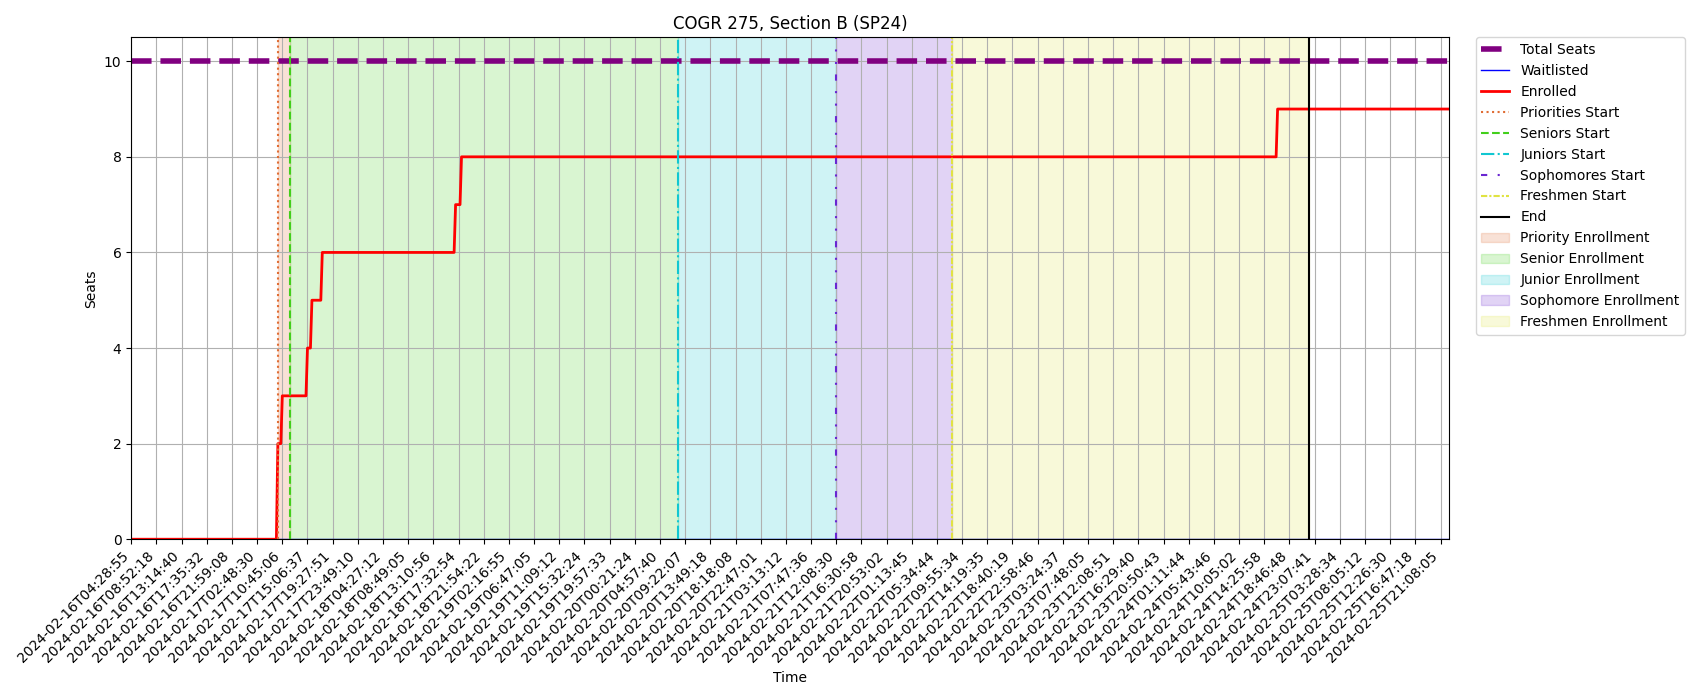 COGR 275, Section B (SP24)
Seats
10
8
6
4
2
0
2024-02-16T04:28:55
2024-02-16T08:52:18
2024-02-16T13:14:40
2024-02-16T17:35:32
2024-02-16T21:59:08
2024-02-17T02:48:30
2024-02-17T10:45:06
2024-02-17T15:06:37
2024-02-17T19:27:51
2024-02-17T23:49:10
2024-02-18T04:27:12
2024-02-18T08:49:05
2024-02-18T13:10:56
2024-02-18T17:32:54
2024-02-18T21:54:22
2024-02-19T02:16:55
2024-02-19T06:47:05
2024-02-19T11:09:12
2024-02-19T15:32:24
2024-02-19T19:57:33
2024-02-20T00:21:24
2024-02-20T04:57:40
2024-02-20T09:22:07
2024-02-20T13:49:18
2024-02-20T18:18:08
2024-02-20T22:47:01
2024-02-21T03:13:12
2024-02-21T07:47:36
2024-02-21T12:08:30
2024-02-21T16:30:58
2024-02-21T20:53:02
2024-02-22T01:13:45
2024-02-22T05:34:44
2024-02-22T09:55:34
2024-02-22T14:19:35
2024-02-22T18:40:19
2024-02-22T22:58:46
2024-02-23T03:24:37
2024-02-23T07:48:05
2024-02-23T12:08:51
2024-02-23T16:29:40
2024-02-23T20:50:43
2024-02-24T01:11:44
2024-02-24T05:43:46
2024-02-24T10:05:02
2024-02-24T14:25:58
2024-02-24T18:46:48
2024-02-24T23:07:41
2024-02-25T03:28:34
2024-02-25T08:05:12
2024-02-25T12:26:30
2024-02-25T16:47:18
2024-02-25T21:08:05
Time
Total Seats
Waitlisted
Enrolled
Priorities Start
Seniors Start
Juniors Start
Sophomores Start
Freshmen Start
End
Priority Enrollment
Senior Enrollment
Junior Enrollment
Sophomore Enrollment
Freshmen Enrollment